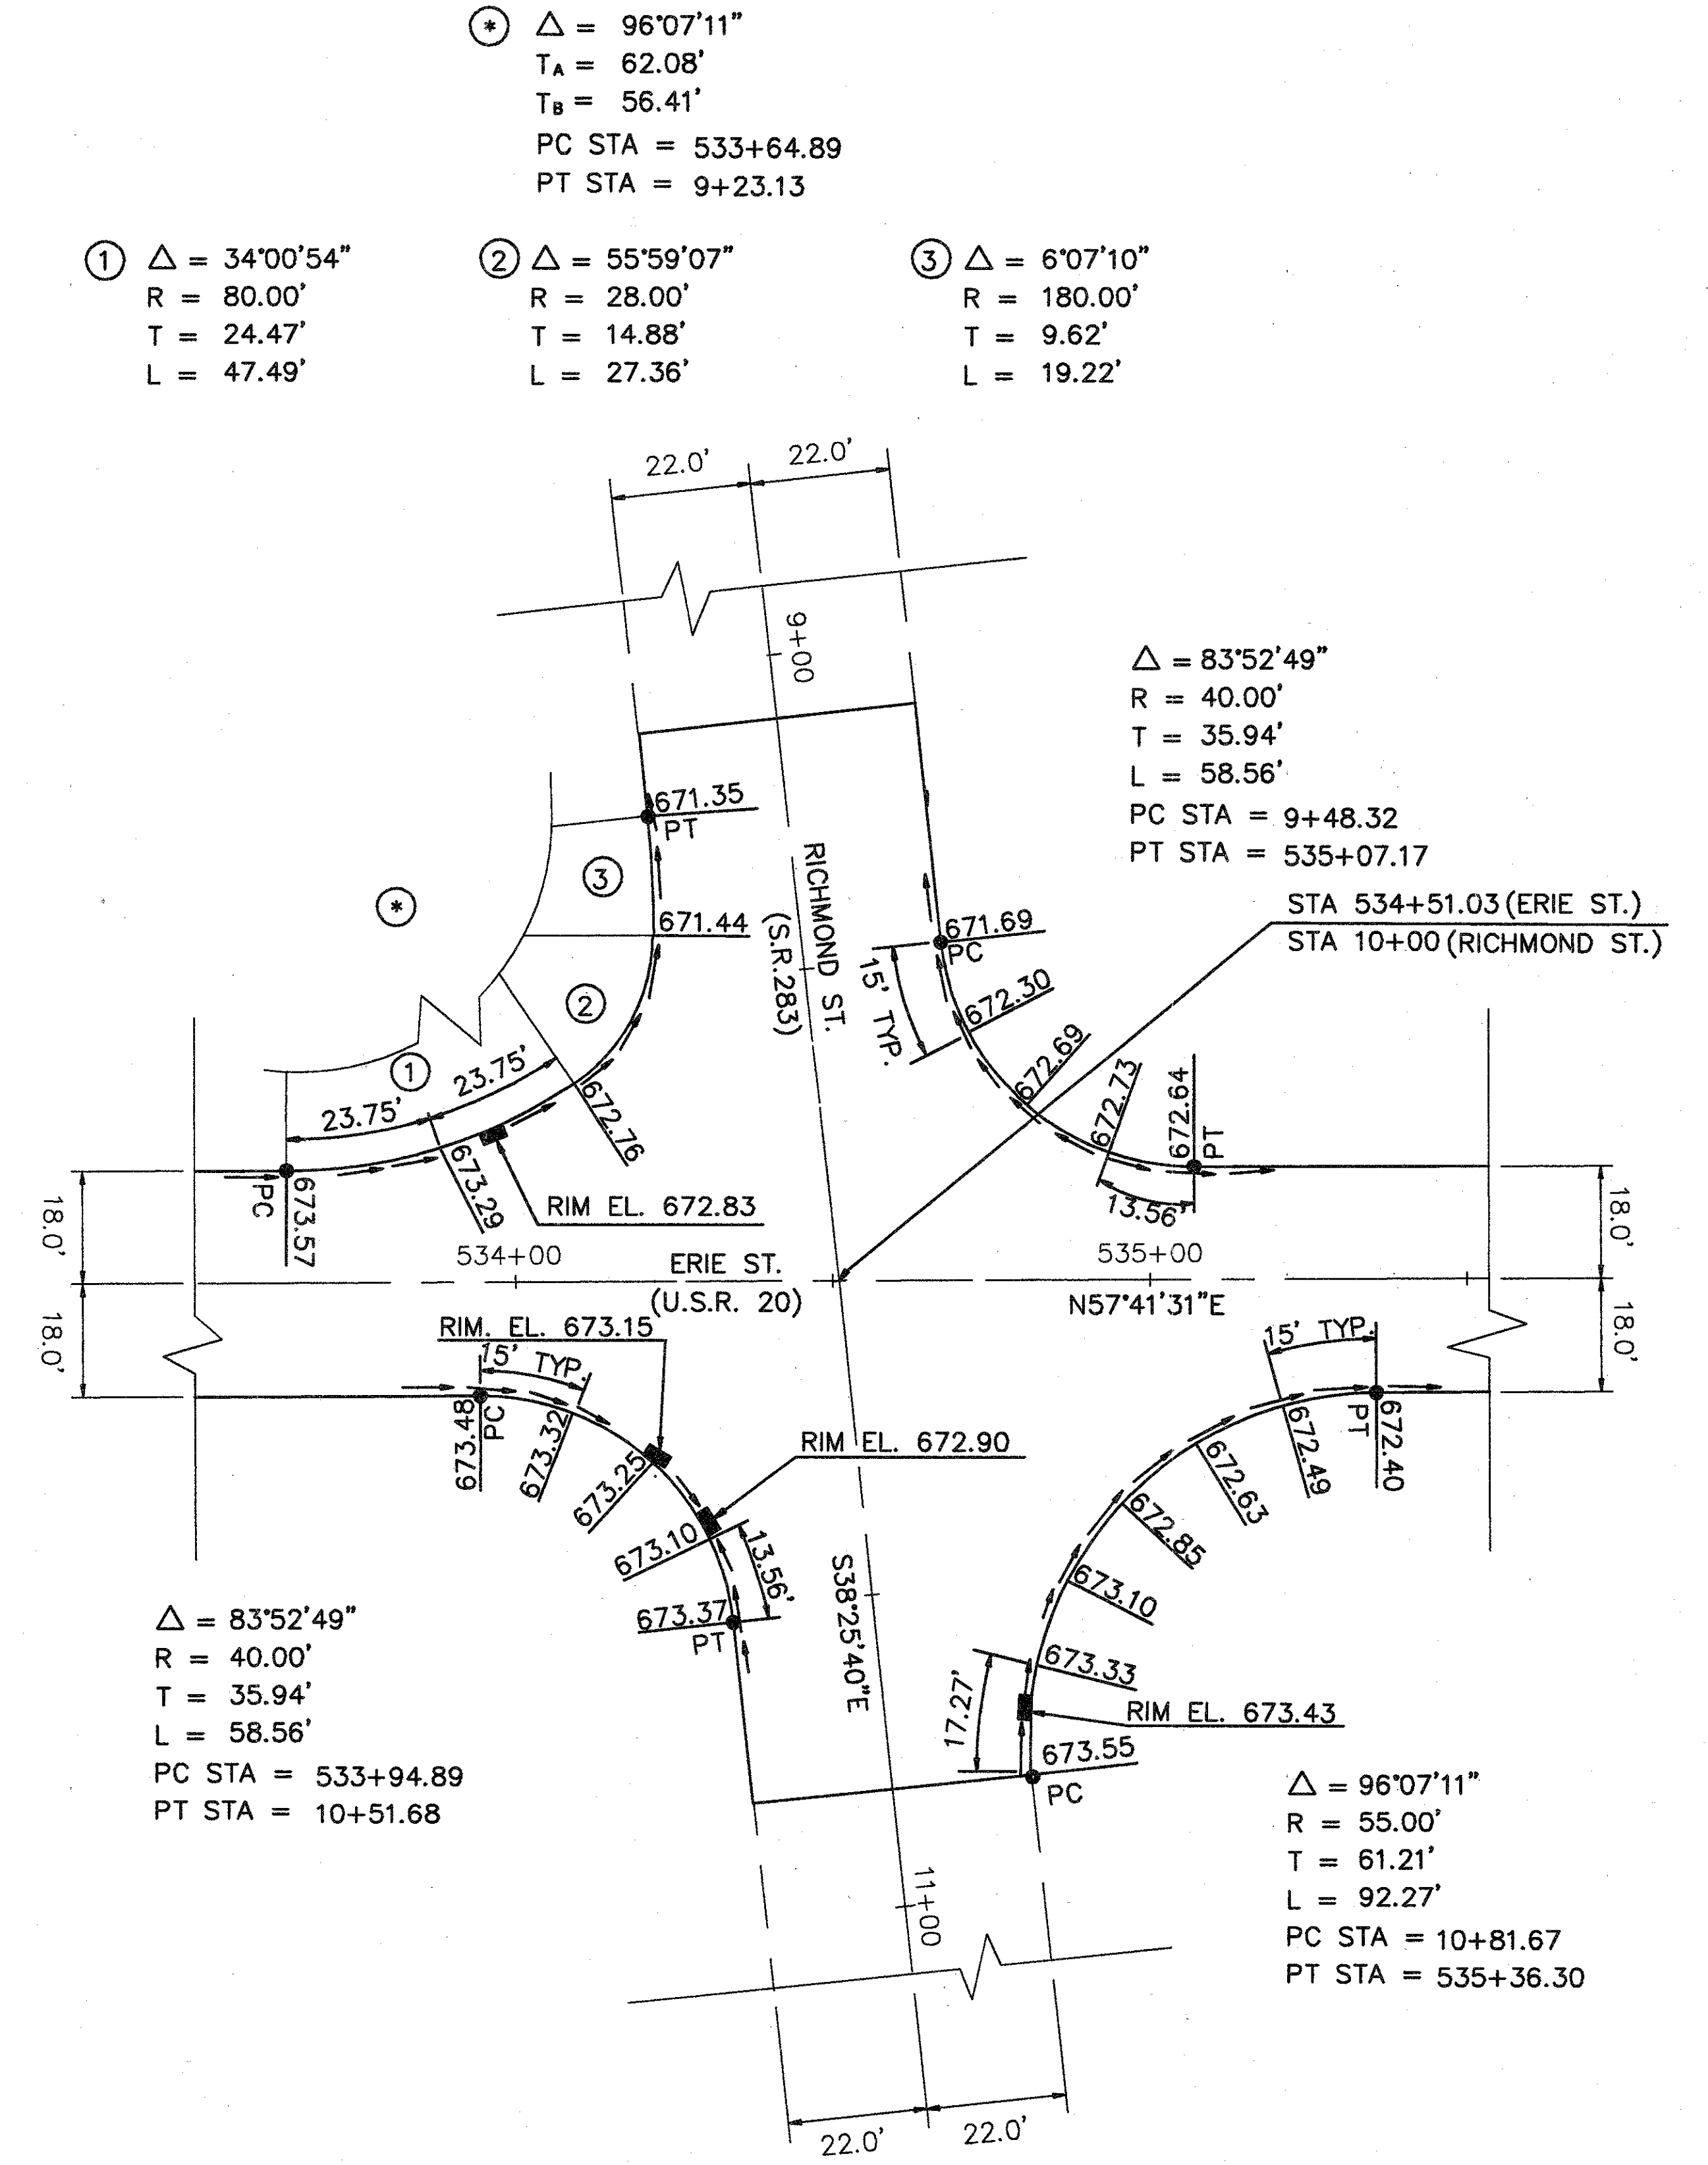 * △ = 96°07'11"
TA = 62.08'
TB = 56.41'
PC STA = 533+64.89
PT STA = 9+23.13
1 △ = 34°00'54"
R = 80.00'
T = 24.47'
L = 47.49'
2 △ = 55°59'07"
R = 28.00'
T = 14.88'
L = 27.36'
3 △ = 6°07'10"
R = 180.00'
T = 9.62'
L = 19.22'
22.0'
22.0'
9+00
△ = 83°52'49"
R = 40.00'
T = 35.94'
L = 58.56'
PC STA = 9+48.32
PT STA = 535+07.17
STA 534+51.03 (ERIE ST.)
STA 10+00 (RICHMOND ST.)
671.35
PT
3
*
671.44
2
1
RICHMOND ST.
(S.R.283)
671.69
PC
15' TYP.
672.30
672.69
672.73
672.64
PT
13.56'
23.75'
23.75'
672.76
673.29
PC
673.57
RIM EL. 672.83
18.0'
18.0'
18.0'
18.0'
534+00
ERIE ST.
(U.S.R. 20)
535+00
N57°41'31"E
RIM. EL. 673.15
15' TYP.
673.48
PC
673.32
673.25
RIM EL. 672.90
673.10
13.56'
673.37
PT
S38°25'40"E
15' TYP.
PT
672.40
672.49
672.63
672.85
673.10
673.33
17.27'
RIM EL. 673.43
673.55
PC
△ = 83°52'49"
R = 40.00'
T = 35.94'
L = 58.56'
PC STA = 533+94.89
PT STA = 10+51.68
△ = 96°07'11"
R = 55.00'
T = 61.21'
L = 92.27'
PC STA = 10+81.67
PT STA = 535+36.30
11+00
22.0'
22.0'